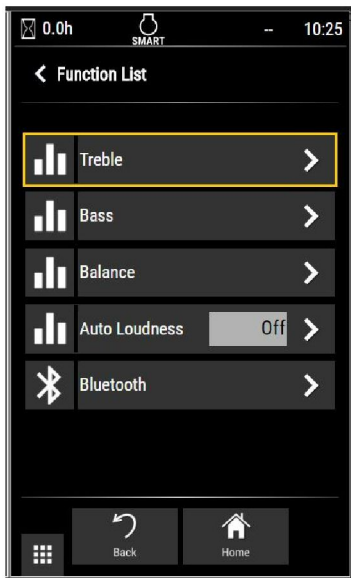 0.0h SMART -- 10:25
Function List
Treble
Bass
Balance
Auto Loudness Off
Bluetooth
Back Home